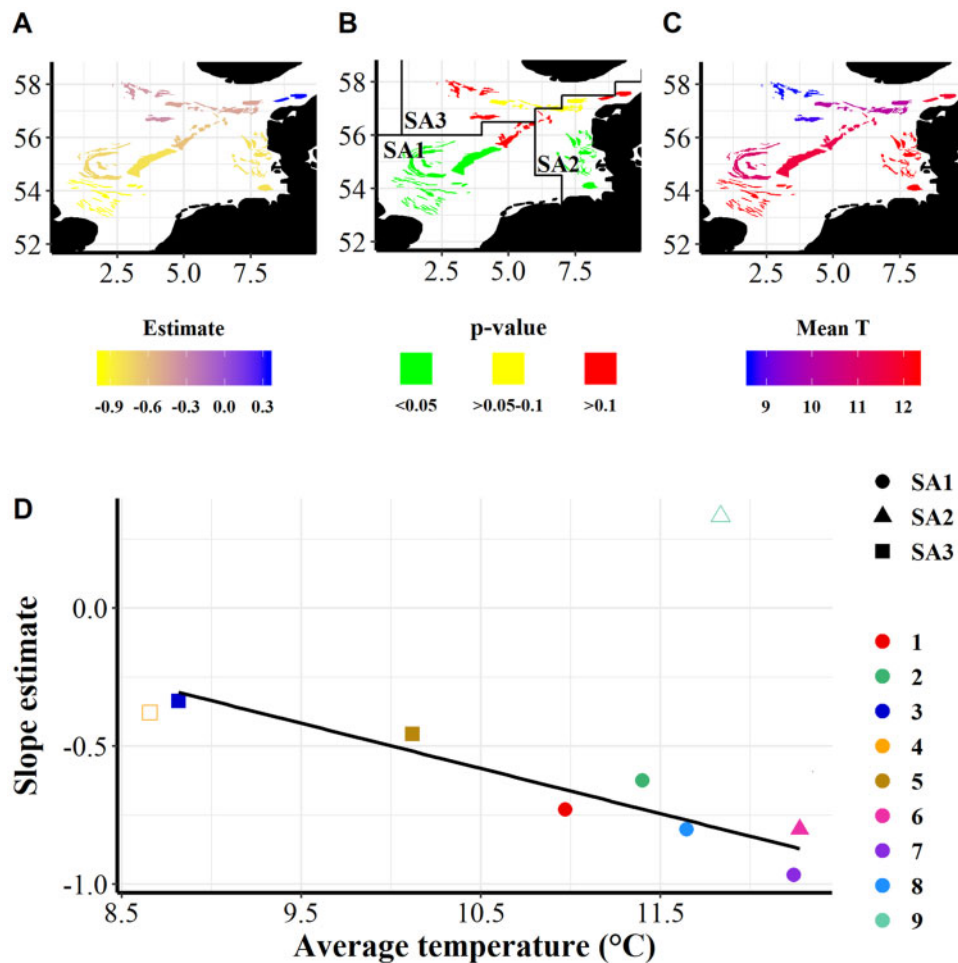 A
B
C
58
56
54
52
2.5 5.0 7.5
58
56
54
52
SA3
SA1
SA2
2.5 5.0 7.5
58
56
54
52
2.5 5.0 7.5
Estimate
-0.9 -0.6 -0.3 0.0 0.3
p-value
<0.05 >0.05-0.1 >0.1
Mean T
9 10 11 12
D
Slope estimate
0.0
-0.5
-1.0
8.5 9.5 10.5 11.5
Average temperature (°C)
SA1
SA2
SA3
1
2
3
4
5
6
7
8
9